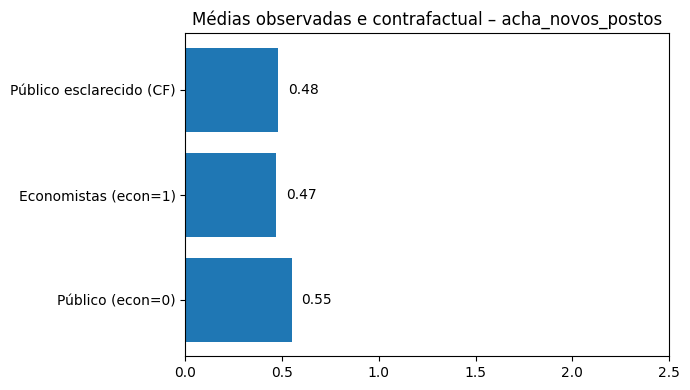 Médias observadas e contrafactual – acha_novos_postos
Público esclarecido (CF)
0.48
Economistas (econ=1)
0.47
Público (econ=0)
0.55
0.0
0.5
1.0
1.5
2.0
2.5